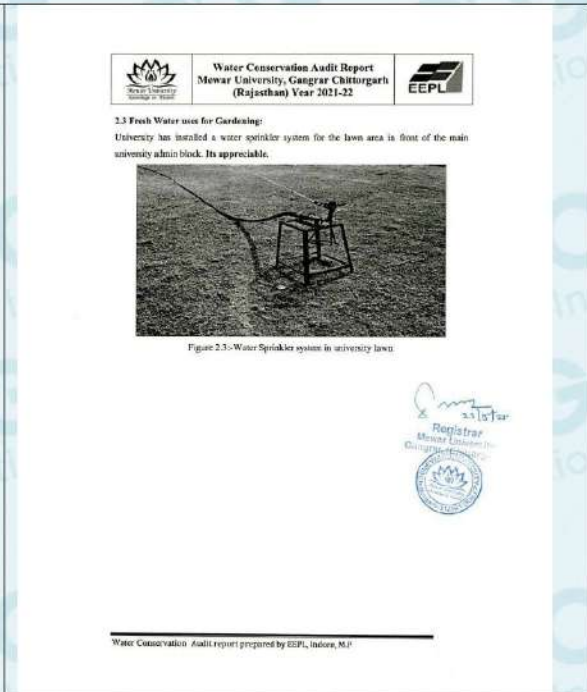 Water Conservation Audit Report
Mewar University, Gangrar Chittorgarh
(Rajasthan) Year 2021-22
Mewar University
EEPL
2.3 Fresh Water uses for Gardening:
University has installed a water sprinkler system for the lawn area in front of the main
university admin block. Its appreciable.
Figure 2.3:-Water Sprinkler system in university lawn
Registrar
Mewar University
Gangrar
Water Conservation Audit report prepared by EEPL, Indore, M.P